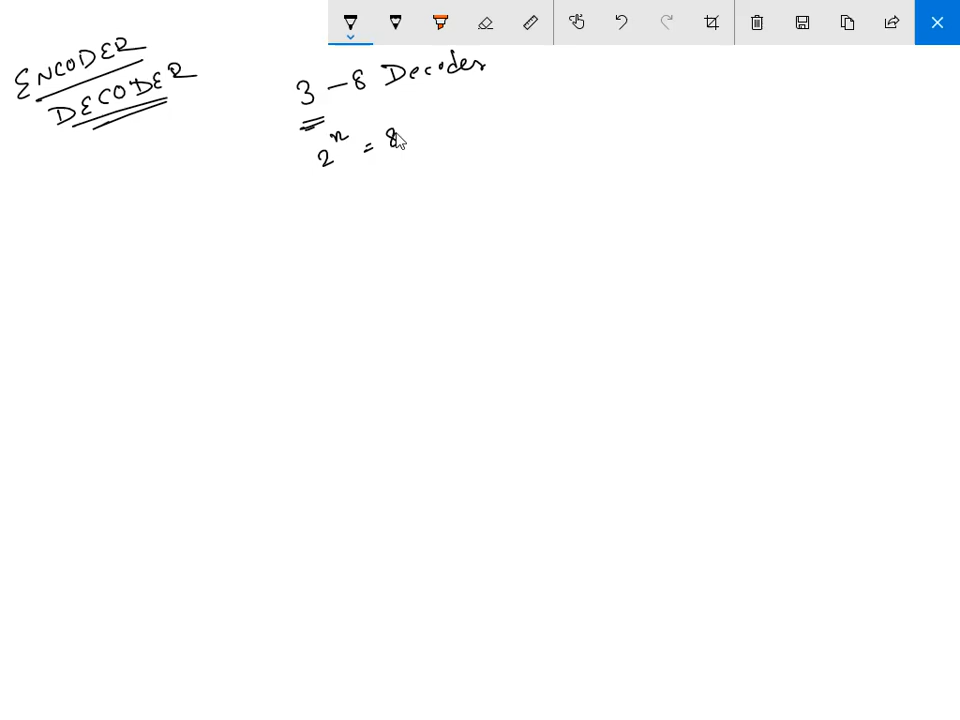 ENCODER
DECODER
3 - 8 Decoder
2^n = 8